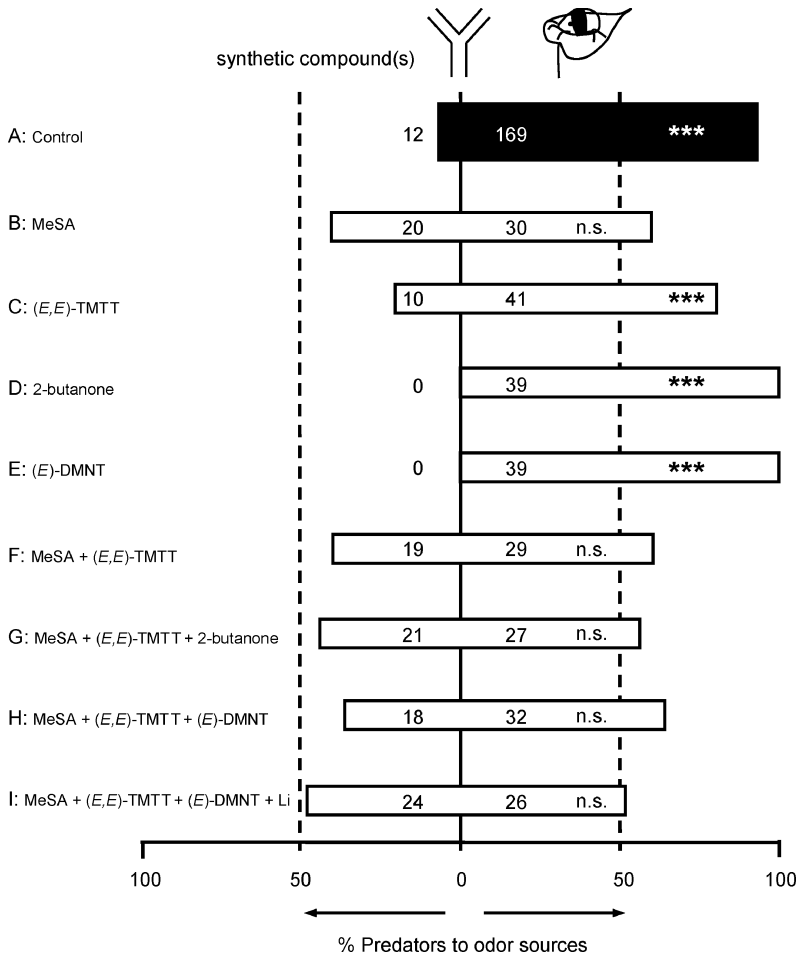 synthetic compound(s)
A: Control 12 169 ***
B: MeSA 20 30 n.s.
C: (E,E)-TMTT 10 41 ***
D: 2-butanone 0 39 ***
E: (E)-DMNT 0 39 ***
F: MeSA + (E,E)-TMTT 19 29 n.s.
G: MeSA + (E,E)-TMTT + 2-butanone 21 27 n.s.
H: MeSA + (E,E)-TMTT + (E)-DMNT 18 32 n.s.
I: MeSA + (E,E)-TMTT + (E)-DMNT + Li 24 26 n.s.
100 50 0 50 100
% Predators to odor sources